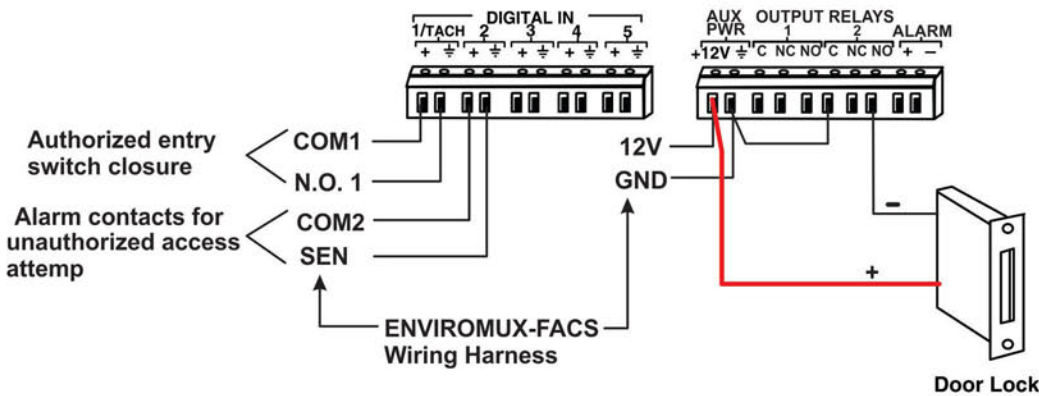 DIGITAL IN
1/TACH 2 3 4 5
+ ⏚ + ⏚ + ⏚ + ⏚ + ⏚
AUX PWR
OUTPUT RELAYS
1 2 ALARM
+12V ⏚ C NC NO C NC NO + −
Authorized entry
switch closure
COM1
N.O. 1
Alarm contacts for
unauthorized access
attemp
COM2
SEN
12V
GND
−
+
ENVIROMUX-FACS
Wiring Harness
Door Lock